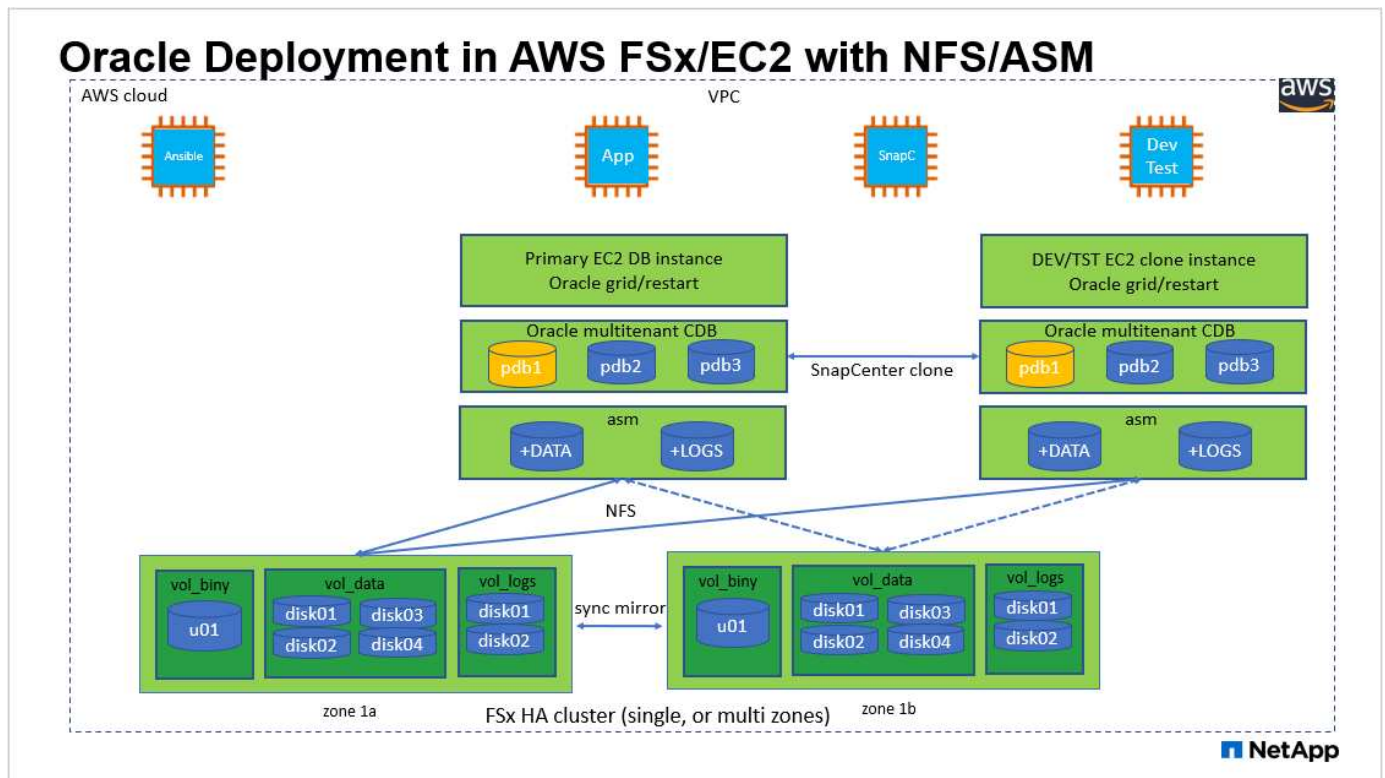 Oracle Deployment in AWS FSx/EC2 with NFS/ASM
AWS cloud
VPC
aws
Ansible
App
SnapC
Dev
Test
Primary EC2 DB instance
Oracle grid/restart
DEV/TST EC2 clone instance
Oracle grid/restart
Oracle multitenant CDB
pdb1
pdb2
pdb3
SnapCenter clone
Oracle multitenant CDB
pdb1
pdb2
pdb3
asm
+DATA
+LOGS
asm
+DATA
+LOGS
NFS
vol_biny
u01
vol_data
disk01
disk03
disk02
disk04
vol_logs
disk01
disk02
sync mirror
vol_biny
u01
vol_data
disk01
disk03
disk02
disk04
vol_logs
disk01
disk02
zone 1a
FSx HA cluster (single, or multi zones)
zone 1b
NetApp